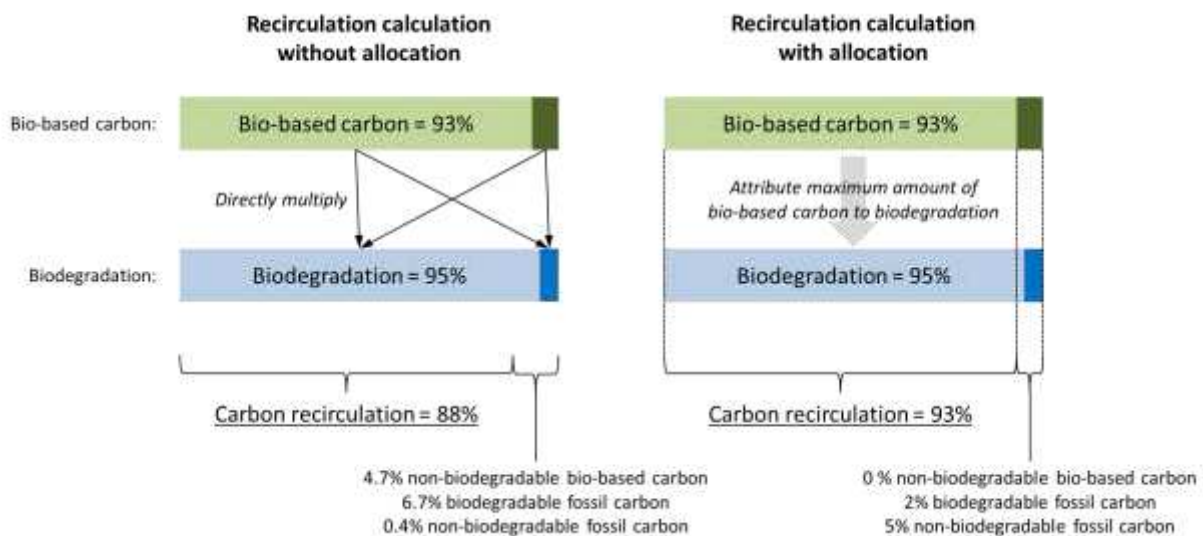 Recirculation calculation
without allocation
Recirculation calculation
with allocation
Bio-based carbon:
Bio-based carbon = 93%
Bio-based carbon = 93%
Directly multiply
Attribute maximum amount of
bio-based carbon to biodegradation
Biodegradation:
Biodegradation = 95%
Biodegradation = 95%
Carbon recirculation = 88%
Carbon recirculation = 93%
4.7% non-biodegradable bio-based carbon
6.7% biodegradable fossil carbon
0.4% non-biodegradable fossil carbon
0 % non-biodegradable bio-based carbon
2% biodegradable fossil carbon
5% non-biodegradable fossil carbon